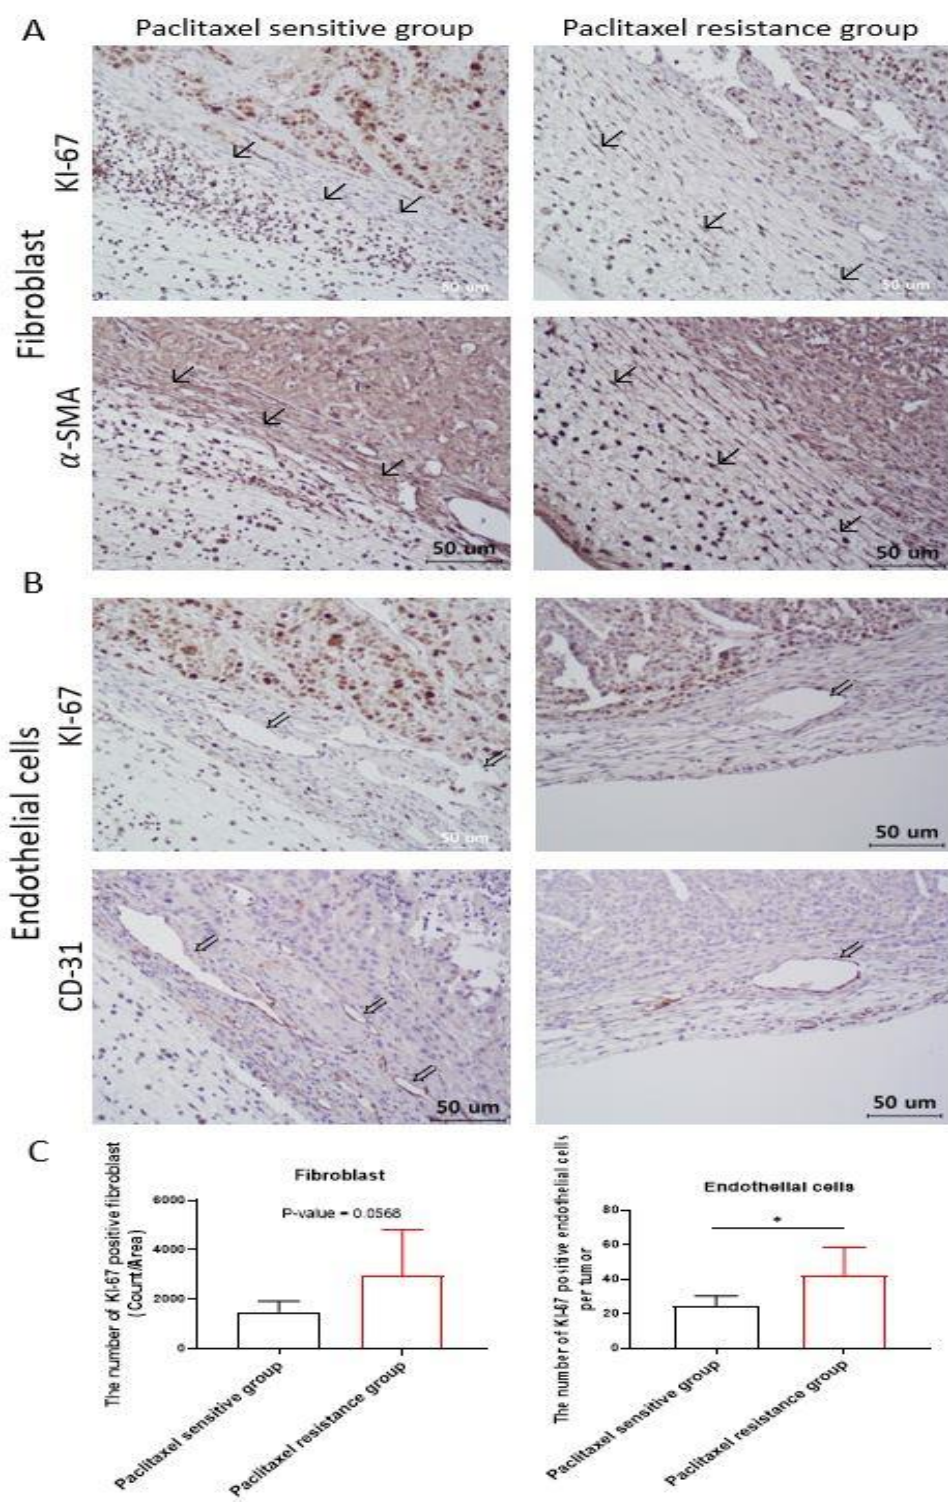 A
Paclitaxel sensitive group
Paclitaxel resistance group
Fibroblast
KI-67
50 um
50 um
α-SMA
50 um
50 um
B
Endothelial cells
KI-67
50 um
50 um
CD-31
50 um
50 um
C
Fibroblast
The number of KI-67 positive fibroblast
(Count/Area)
6000
4000
2000
0
P-value = 0.0568
Paclitaxel sensitive group
Paclitaxel resistance group
Endothelial cells
The number of KI-67 positive endothelial cells
per tumor
80
60
40
20
0
*
Paclitaxel sensitive group
Paclitaxel resistance group